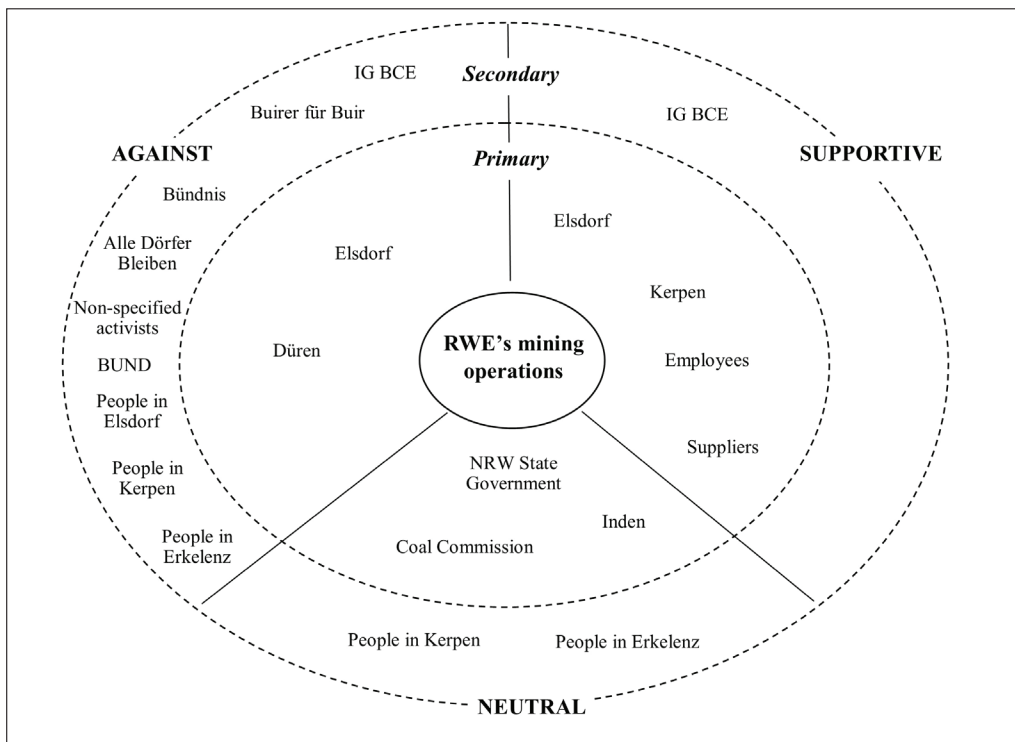 IG BCE
Secondary
Buirer für Buir
IG BCE
AGAINST
Primary
SUPPORTIVE
Bündnis
Elsdorf
Alle Dörfer
Bleiben
Elsdorf
Kerpen
Non-specified
activists
RWE's mining
operations
Düren
Employees
BUND
People in
Elsdorf
Suppliers
NRW State
Government
People in
Kerpen
Inden
People in
Erkelenz
Coal Commission
People in Kerpen
People in Erkelenz
NEUTRAL